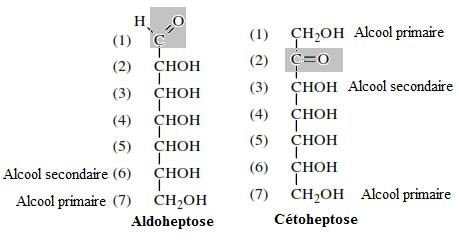 H O
(1) C
(2) CHOH
(3) CHOH
(4) CHOH
(5) CHOH
Alcool secondaire (6) CHOH
Alcool primaire (7) CH₂OH
Aldoheptose
(1) CH₂OH Alcool primaire
(2) C=O
(3) CHOH Alcool secondaire
(4) CHOH
(5) CHOH
(6) CHOH
(7) CH₂OH Alcool primaire
Cétoheptose